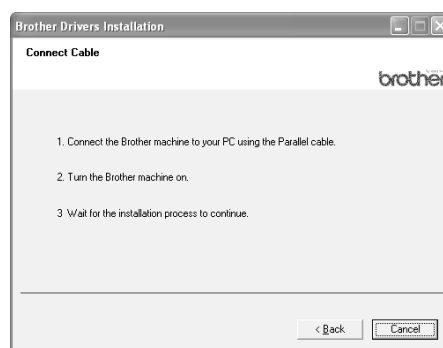 Brother Drivers Installation
Connect Cable
brother
1. Connect the Brother machine to your PC using the Parallel cable.
2. Turn the Brother machine on.
3 Wait for the installation process to continue.
< Back
Cancel